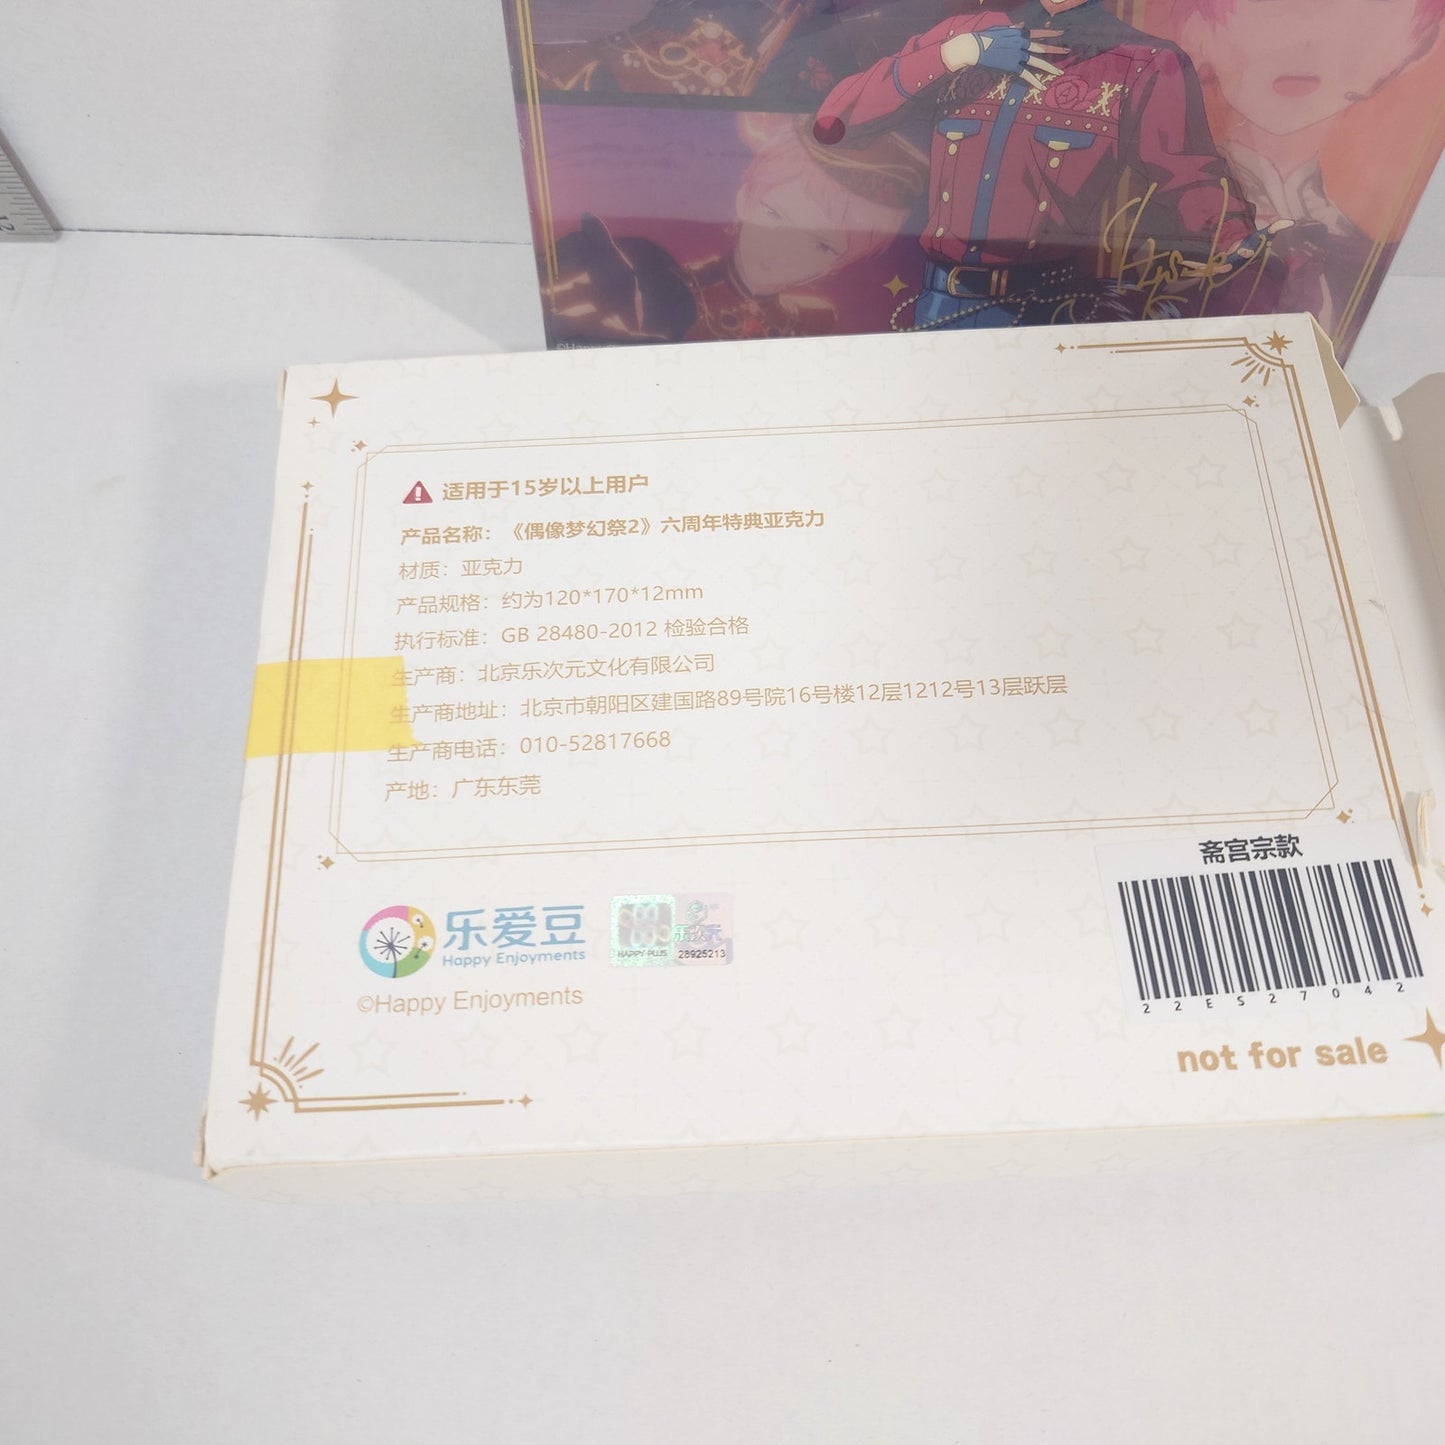 12
©Happy
适用于15岁以上用户
产品名称：《偶像梦幻祭2》六周年特典亚克力
材质：亚克力
产品规格：约为120*170*12mm
执行标准：GB 28480-2012 检验合格
生产商：北京乐次元文化有限公司
生产商地址：北京市朝阳区建国路89号院16号楼12层1212号13层跃层
生产商电话：010-52817668
产地：广东东莞
斋宫宗款
22ES27042
乐爱豆
Happy Enjoyments
HAPPY PLUS
乐次元
28925213
©Happy Enjoyments
not for sale